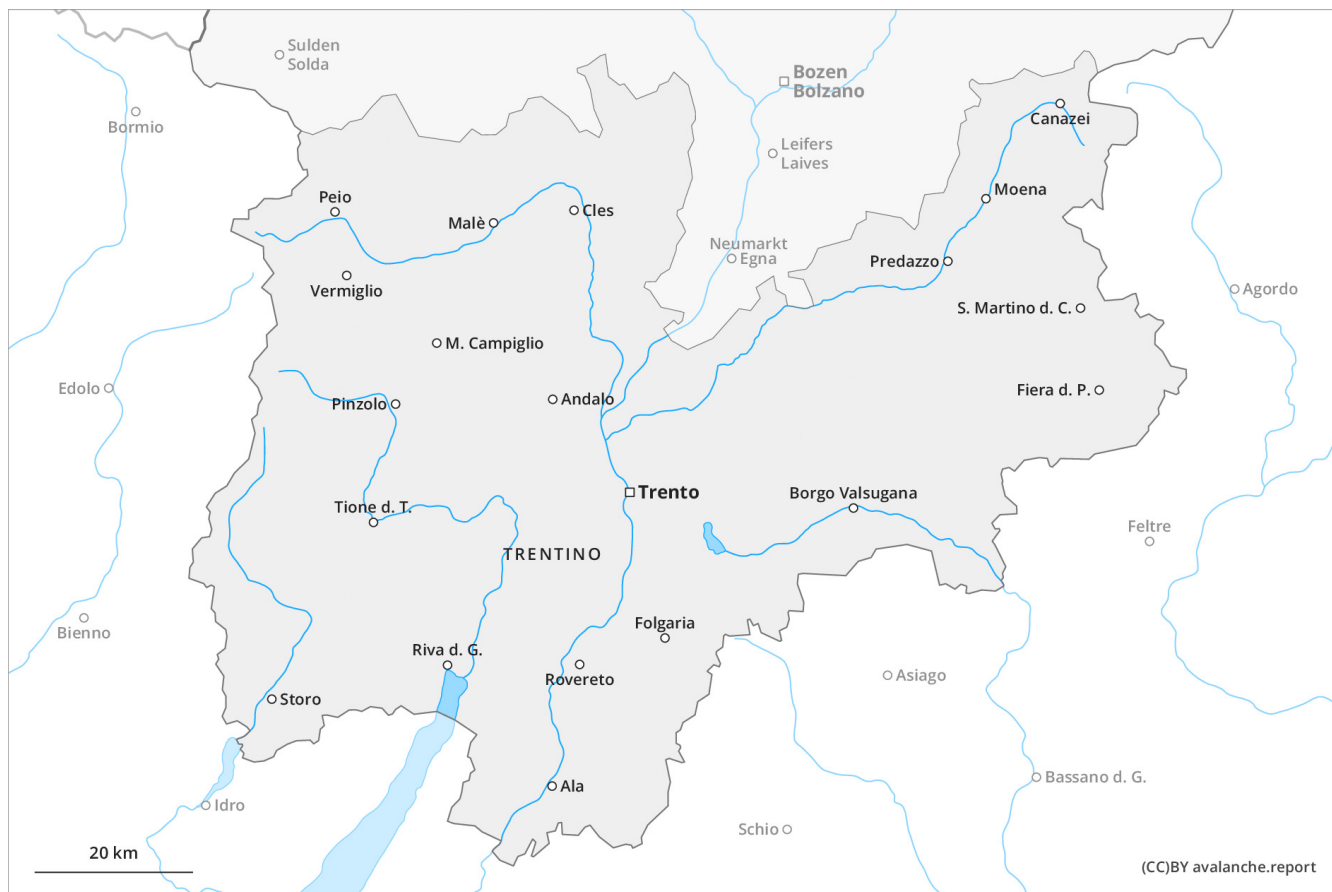 Sulden
Solda
Bozen
Bolzano
Bormio
Canazei
Leifers
Laives
Peio
Moena
Malè
Cles
Neumarkt
Egna
Predazzo
Vermiglio
Agordo
S. Martino d. C.
M. Campiglio
Edolo
Fiera d. P.
Pinzolo
Andalo
Trento
Borgo Valsugana
Tione d. T.
Feltre
TRENTINO
Bienno
Folgaria
Riva d. G.
Rovereto
Asiago
Storo
Bassano d. G.
Ala
Idro
Schio
20 km
(CC)BY avalanche.report